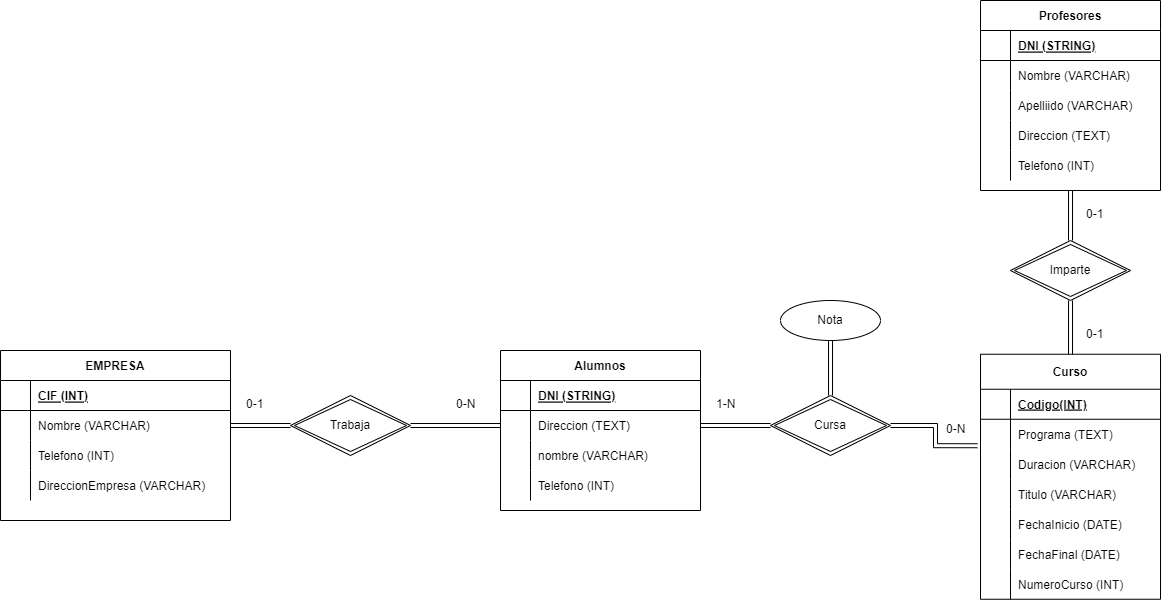 Profesores
DNI (STRING)
Nombre (VARCHAR)
Apelliido (VARCHAR)
Direccion (TEXT)
Telefono (INT)
0-1
Imparte
0-1
Nota
EMPRESA
CIF (INT)
Nombre (VARCHAR)
Telefono (INT)
DireccionEmpresa (VARCHAR)
0-1
Trabaja
0-N
Alumnos
DNI (STRING)
Direccion (TEXT)
nombre (VARCHAR)
Telefono (INT)
1-N
Cursa
0-N
Curso
Codigo(INT)
Programa (TEXT)
Duracion (VARCHAR)
Titulo (VARCHAR)
FechaInicio (DATE)
FechaFinal (DATE)
NumeroCurso (INT)